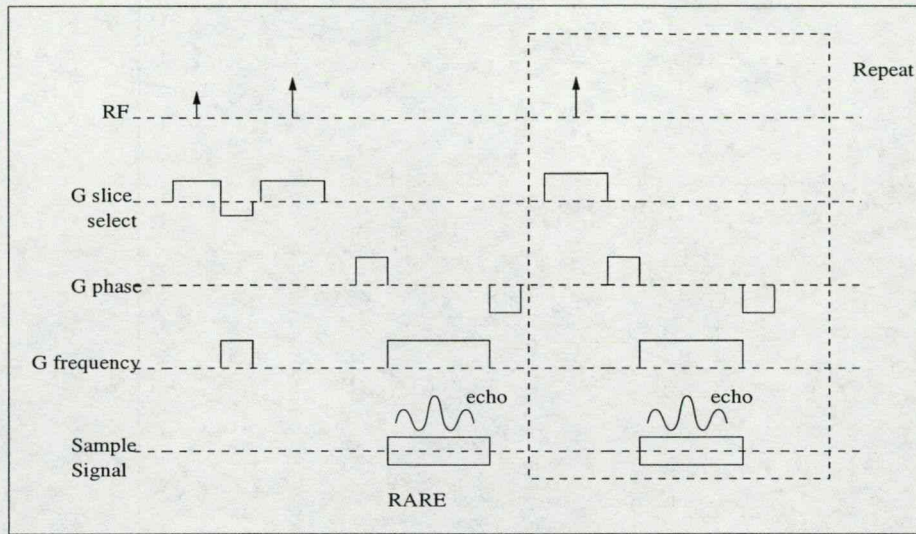 Repeat
RF
G slice
select
G phase
G frequency
echo
echo
Sample
Signal
RARE